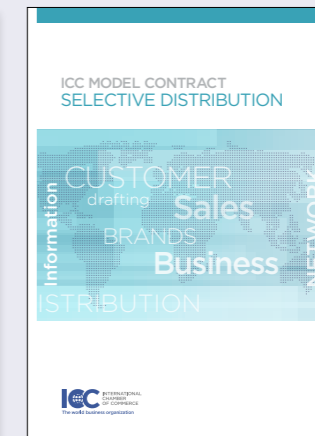 ICC MODEL CONTRACT
SELECTIVE DISTRIBUTION
CUSTOMER
drafting
Sales
BRANDS
Business
Information
NETWORK
ISTRIBUTION
ICC INTERNATIONAL
CHAMBER
OF COMMERCE
The world business organization